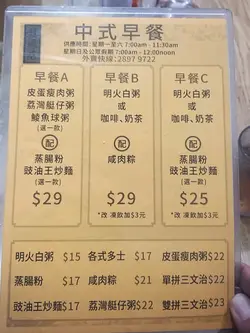 中式早餐
供應時間: 星期一至六 7:00am - 11:30am
星期日及公眾假期 7:00am - 12:00noon
外賣快線:2897 9722
早餐A
皮蛋瘦肉粥
荔灣艇仔粥
鯪魚球粥
(選一款)
配
蒸腸粉
豉油王炒麵
(選一款)
$29
早餐B
明火白粥
或
咖啡、奶茶
配
咸肉粽
$29
*改 凍飲加$3元
早餐C
明火白粥
或
咖啡、奶茶
配
蒸腸粉
豉油王炒麵
(選一款)
$25
*改 凍飲加$3元
明火白粥 $15 各式多士 $17 皮蛋瘦肉粥$22
蒸腸粉 $17 咸肉粽 $21 單拼三文治$22
豉油王炒麵$17 荔灣艇仔粥$22 雙拼三文治$23